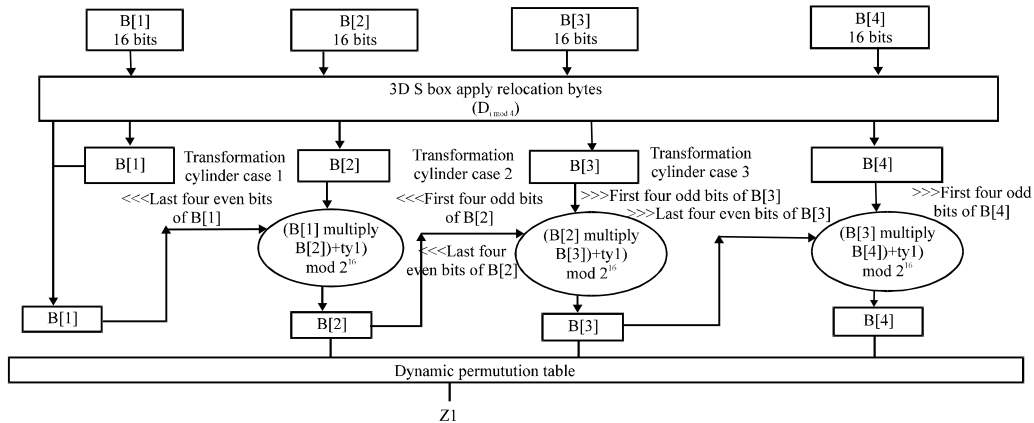 B[1]
16 bits
B[2]
16 bits
B[3]
16 bits
B[4]
16 bits
3D S box apply relocation bytes
(D i mod 4)
B[1]
Transformation
cylinder case 1
B[2]
Transformation
cylinder case 2
B[3]
Transformation
cylinder case 3
B[4]
<<<Last four even bits
of B[1]
<<<First four odd bits
of B[2]
>>>First four odd bits of B[3]
>>>Last four even bits of B[3]
>>>First four odd
bits of B[4]
(B[1] multiply
B[2])+ty1)
mod 2^16
<<<Last four
even bits of B[2]
(B[2] multiply
B[3])+ty1)
mod 2^16
(B[3] multiply
B[4])+ty1)
mod 2^16
B[1]
B[2]
B[3]
B[4]
Dynamic permutution table
Z1